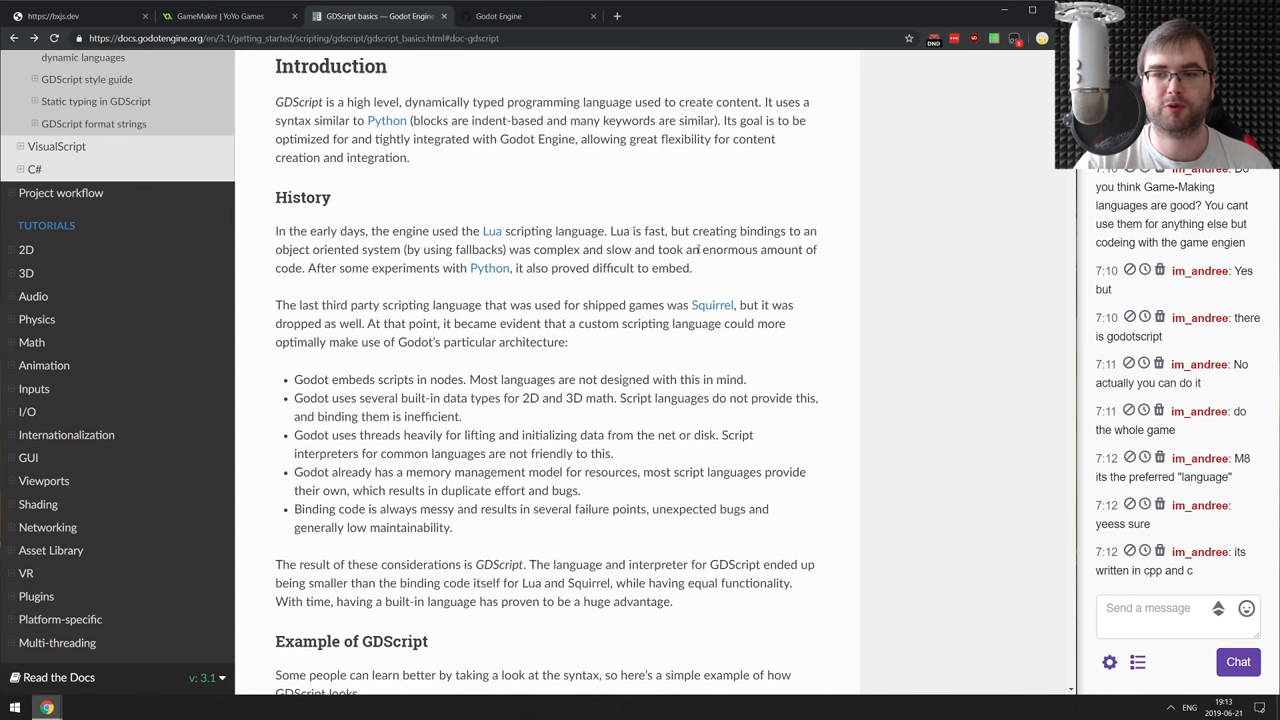 https://bxjs.dev
GameMaker | YoYo Games
GDScript basics — Godot Engine
Godot Engine
https://docs.godotengine.org/en/3.1/getting_started/scripting/gdscript/gdscript_basics.html#doc-gdscript
DND
dynamic languages
GDScript style guide
Static typing in GDScript
GDScript format strings
VisualScript
C#
Project workflow
TUTORIALS
2D
3D
Audio
Physics
Math
Animation
Inputs
I/O
Internationalization
GUI
Viewports
Shading
Networking
Asset Library
VR
Plugins
Platform-specific
Multi-threading
Read the Docs
v: 3.1
Introduction
GDScript is a high level, dynamically typed programming language used to create content. It uses a
syntax similar to Python (blocks are indent-based and many keywords are similar). Its goal is to be
optimized for and tightly integrated with Godot Engine, allowing great flexibility for content
creation and integration.
History
In the early days, the engine used the Lua scripting language. Lua is fast, but creating bindings to an
object oriented system (by using fallbacks) was complex and slow and took an enormous amount of
code. After some experiments with Python, it also proved difficult to embed.
The last third party scripting language that was used for shipped games was Squirrel, but it was
dropped as well. At that point, it became evident that a custom scripting language could more
optimally make use of Godot's particular architecture:
• Godot embeds scripts in nodes. Most languages are not designed with this in mind.
• Godot uses several built-in data types for 2D and 3D math. Script languages do not provide this,
and binding them is inefficient.
• Godot uses threads heavily for lifting and initializing data from the net or disk. Script
interpreters for common languages are not friendly to this.
• Godot already has a memory management model for resources, most script languages provide
their own, which results in duplicate effort and bugs.
• Binding code is always messy and results in several failure points, unexpected bugs and
generally low maintainability.
The result of these considerations is GDScript. The language and interpreter for GDScript ended up
being smaller than the binding code itself for Lua and Squirrel, while having equal functionality.
With time, having a built-in language has proven to be a huge advantage.
Example of GDScript
Some people can learn better by taking a look at the syntax, so here's a simple example of how
GDScript looks.
7:10 im_andree: Do
you think Game-Making
languages are good? You cant
use them for anything else but
codeing with the game engien
7:10 im_andree: Yes
but
7:10 im_andree: there
is godotscript
7:11 im_andree: No
actually you can do it
7:11 im_andree: do
the whole game
7:12 im_andree: M8
its the preferred "language"
7:12 im_andree:
yeess sure
7:12 im_andree: its
written in cpp and c
Send a message
Chat
ENG
19:13
2019-06-21